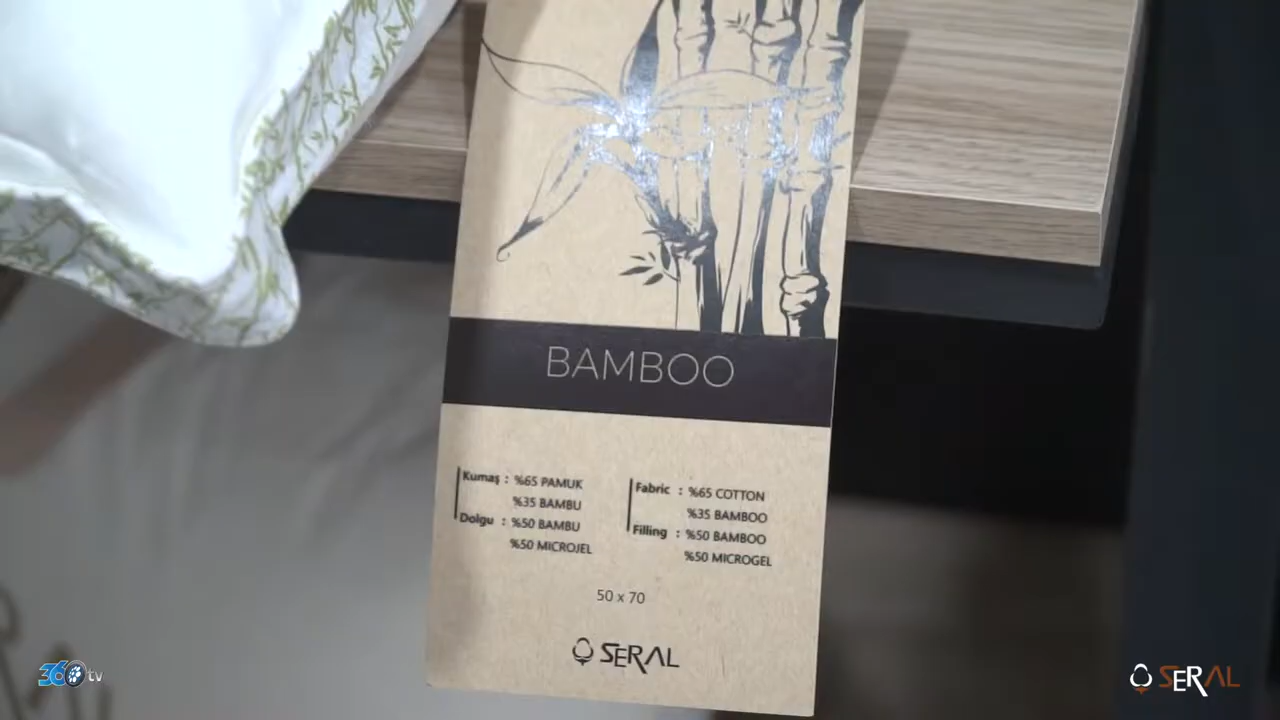 BAMBOO
Kumaş : %65 PAMUK
%35 BAMBU
Dolgu : %50 BAMBU
%50 MICROJEL
Fabric : %65 COTTON
%35 BAMBOO
Filling : %50 BAMBOO
%50 MICROGEL
50 x 70
SERAL
360tv
SERAL